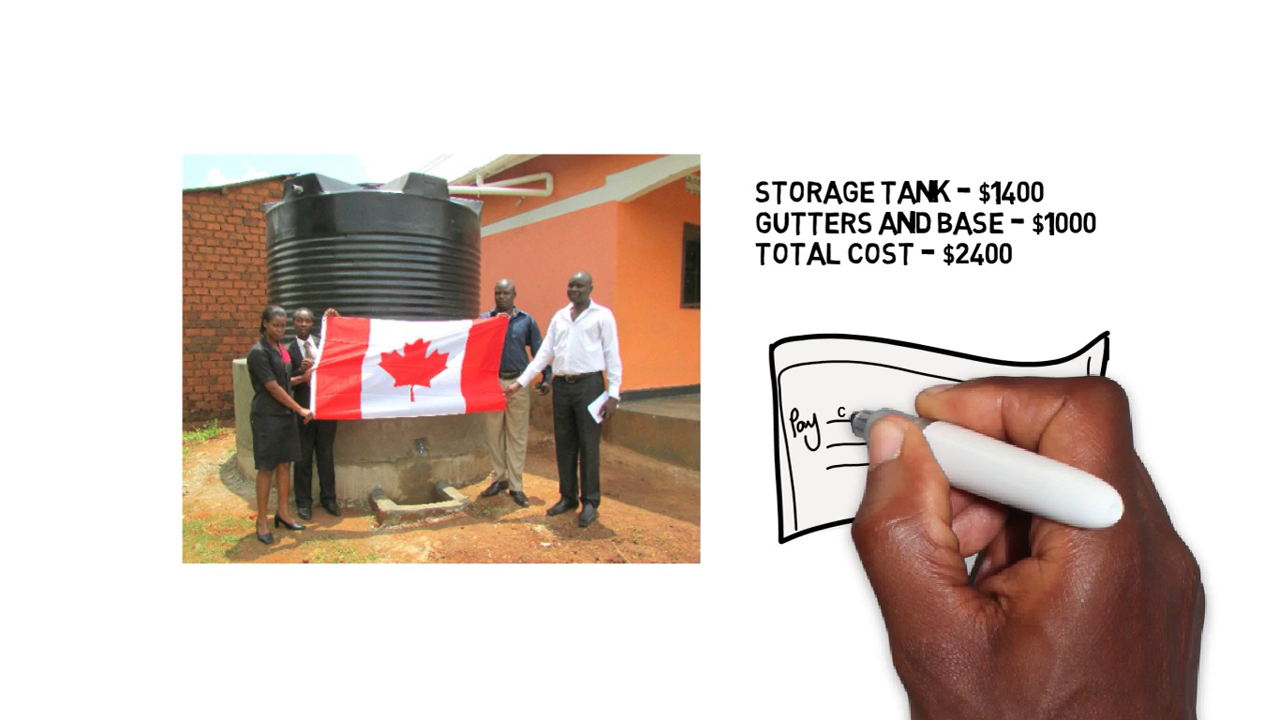 STORAGE TANK - $1400
GUTTERS AND BASE - $1000
TOTAL COST - $2400
Pay C